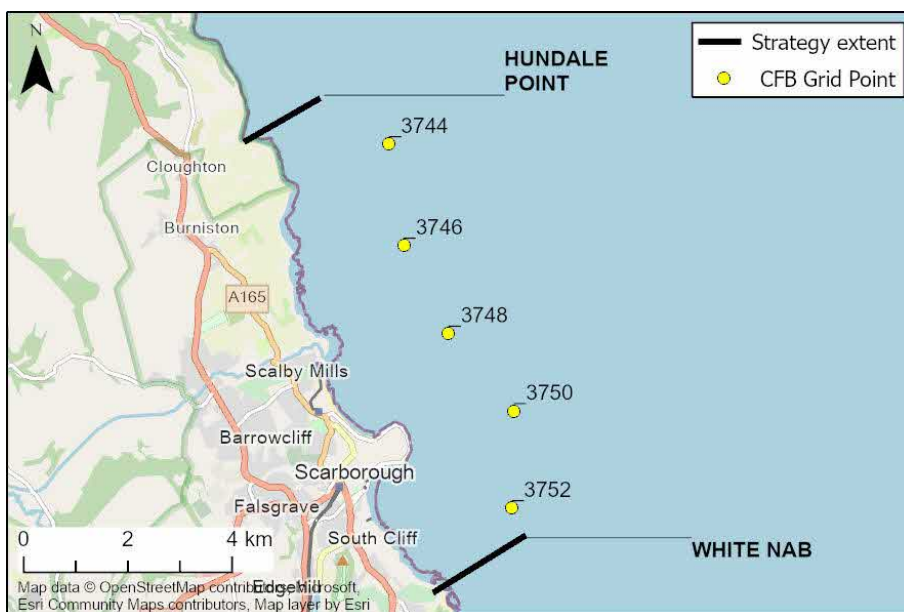 N
HUNDALE
POINT
Strategy extent
CFB Grid Point
3744
Cloughton
3746
Burniston
A165
3748
Scalby Mills
3750
Barrowcliff
Scarborough
3752
Falsgrave
South Cliff
0 2 4 km
WHITE NAB
Edgehill
Map data © OpenStreetMap contributors, Microsoft,
Esri Community Maps contributors, Map layer by Esri